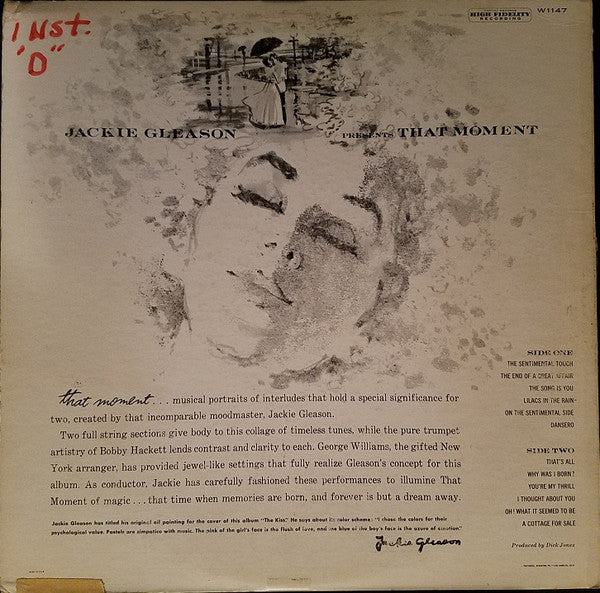 1 Nst.
"D"
HIGH-FIDELITY
RECORDING
W1147
JACKIE GLEASON PRESENTS THAT MOMENT
that moment... musical portraits of interludes that hold a special significance for
two, created by that incomparable moodmaster, Jackie Gleason.
Two full string sections give body to this collage of timeless tunes, while the pure trumpet
artistry of Bobby Hackett lends contrast and clarity to each. George Williams, the gifted New
York arranger, has provided jewel-like settings that fully realize Gleason's concept for this
album. As conductor, Jackie has carefully fashioned these performances to illumine That
Moment of magic...that time when memories are born, and forever is but a dream away.
Jackie Gleason has titled his original oil painting for the cover of this album "The Kiss." He says about its color scheme: "I chose the colors for their
psychological value. Pastels are simpatico with music. The pink of the girl's face is the flush of love, and the blue of the boy's face is the azure of emotion."
Jackie Gleason
SIDE ONE
THE SENTIMENTAL TOUCH
THE END OF A GREAT AFFAIR
THE SONG IS YOU
LILACS IN THE RAIN
ON THE SENTIMENTAL SIDE
DANSERO
SIDE TWO
THAT'S ALL
WHY WAS I BORN?
YOU'RE MY THRILL
I THOUGHT ABOUT YOU
OH! WHAT IT SEEMED TO BE
A COTTAGE FOR SALE
Produced by Dick Jones